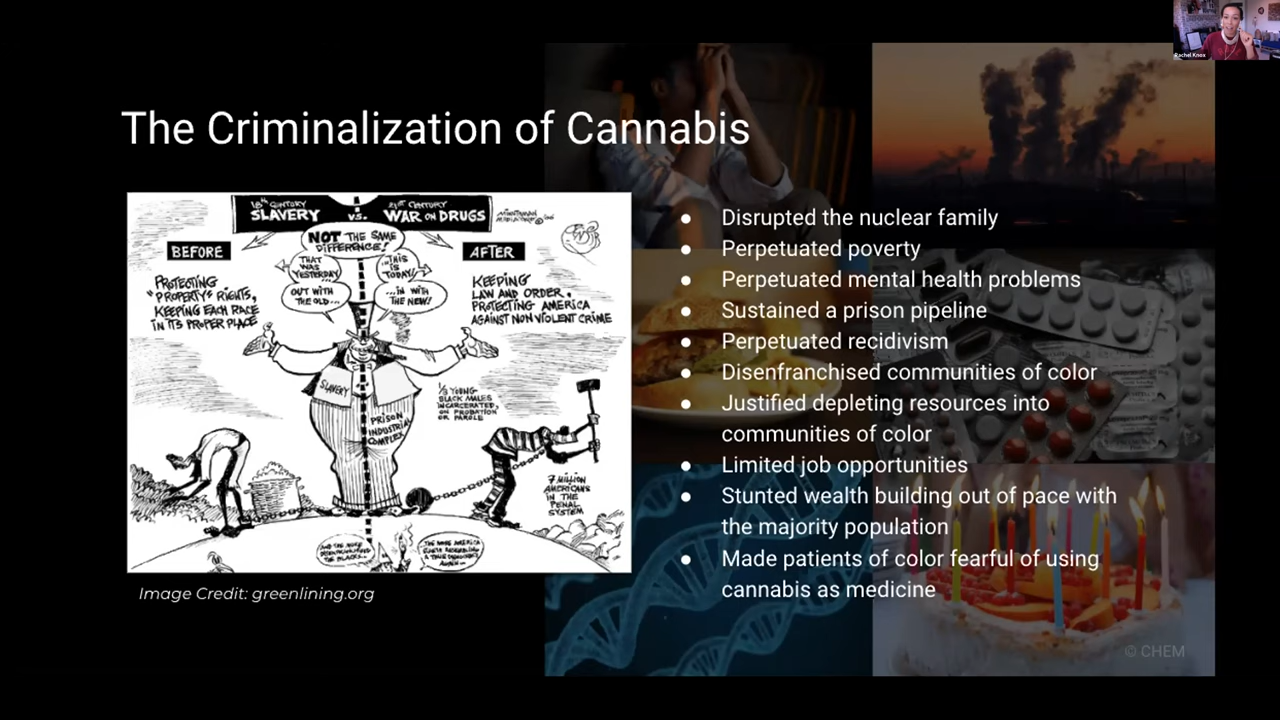 Rachel Knox
The Criminalization of Cannabis
18th CENTURY
SLAVERY
VS.
21ST CENTURY
WAR ON DRUGS
NOT THE SAME
DIFFERENCE!
BEFORE
AFTER
THAT
WAS
YESTERDAY
...THIS
IS
TODAY!
OUT WITH
THE OLD...
...IN WITH
THE NEW!
PROTECTING
"PROPERTY" RIGHTS,
KEEPING EACH RACE
IN ITS PROPER PLACE
KEEPING
LAW AND ORDER.
PROTECTING AMERICA
AGAINST NON VIOLENT CRIME
SLAVERY
PRISON
INDUSTRIAL
COMPLEX
1/3 YOUNG
BLACK MALES
INCARCERATED,
ON PROBATION
OR PAROLE
7 MILLION
AMERICANS
IN THE
PENAL
SYSTEM
Image Credit: greenlining.org
● Disrupted the nuclear family
● Perpetuated poverty
● Perpetuated mental health problems
● Sustained a prison pipeline
● Perpetuated recidivism
● Disenfranchised communities of color
● Justified depleting resources into
communities of color
● Limited job opportunities
● Stunted wealth building out of pace with
the majority population
● Made patients of color fearful of using
cannabis as medicine
© CHEM